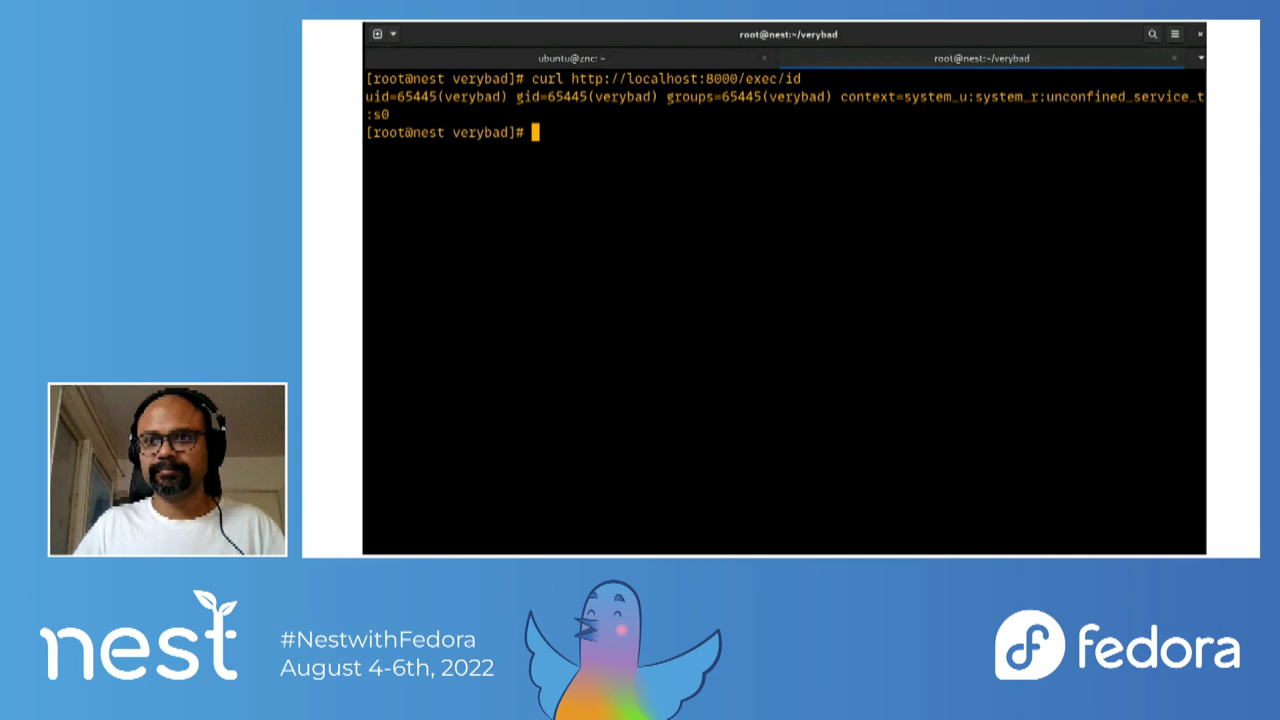 root@nest:~/verybad
ubuntu@znc: ~
root@nest:~/verybad
[root@nest verybad]# curl http://localhost:8000/exec/id
uid=65445(verybad) gid=65445(verybad) groups=65445(verybad) context=system_u:system_r:unconfined_service_t
:s0
[root@nest verybad]#
nest
#NestwithFedora
August 4-6th, 2022
fedora